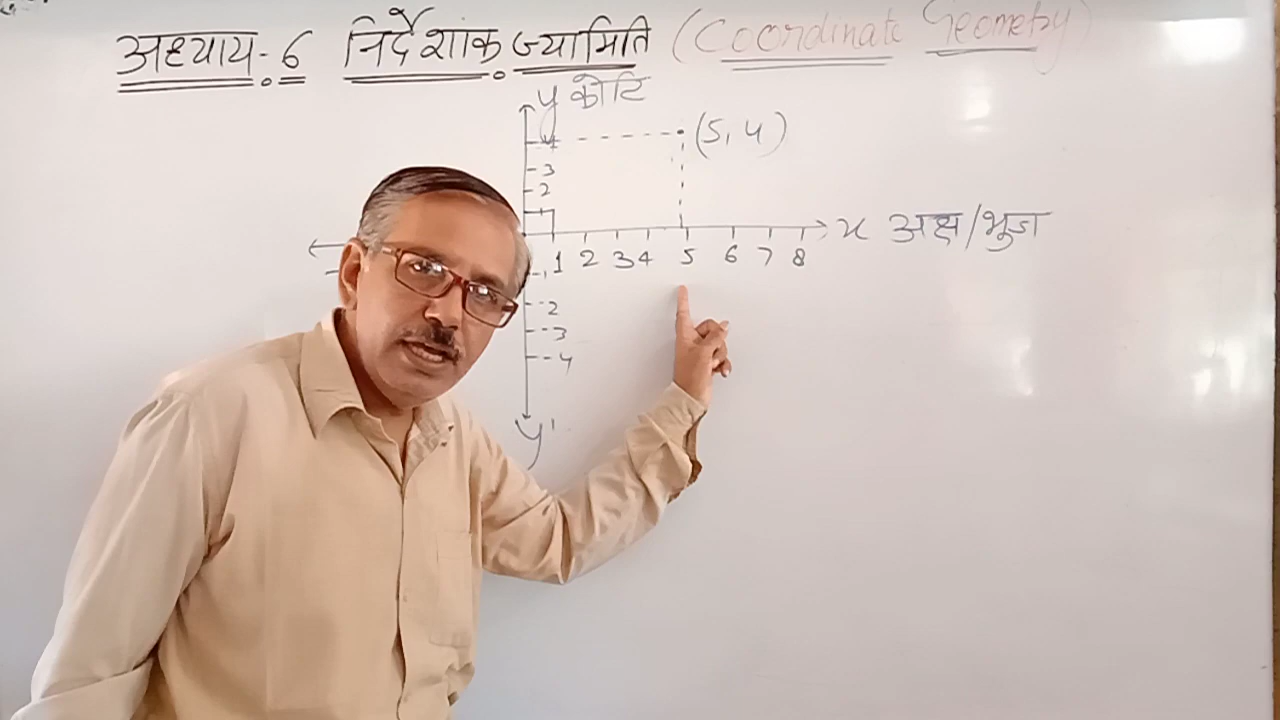 अध्याय-6 निर्देशांक ज्यामिति (Coordinate Geometry)
y कोटि
(5, 4)
4
3
2
1
x अक्ष/भुज
1 2 3 4 5 6 7 8
-1
-2
-3
-4
y'